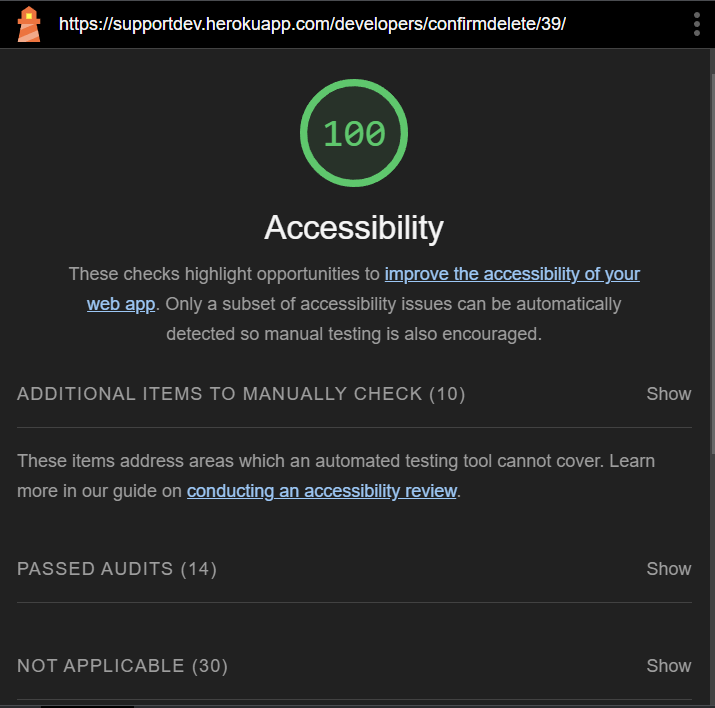 https://supportdev.herokuapp.com/developers/confirmdelete/39/
100
Accessibility
These checks highlight opportunities to improve the accessibility of your
web app. Only a subset of accessibility issues can be automatically
detected so manual testing is also encouraged.
ADDITIONAL ITEMS TO MANUALLY CHECK (10) Show
These items address areas which an automated testing tool cannot cover. Learn
more in our guide on conducting an accessibility review.
PASSED AUDITS (14) Show
NOT APPLICABLE (30) Show